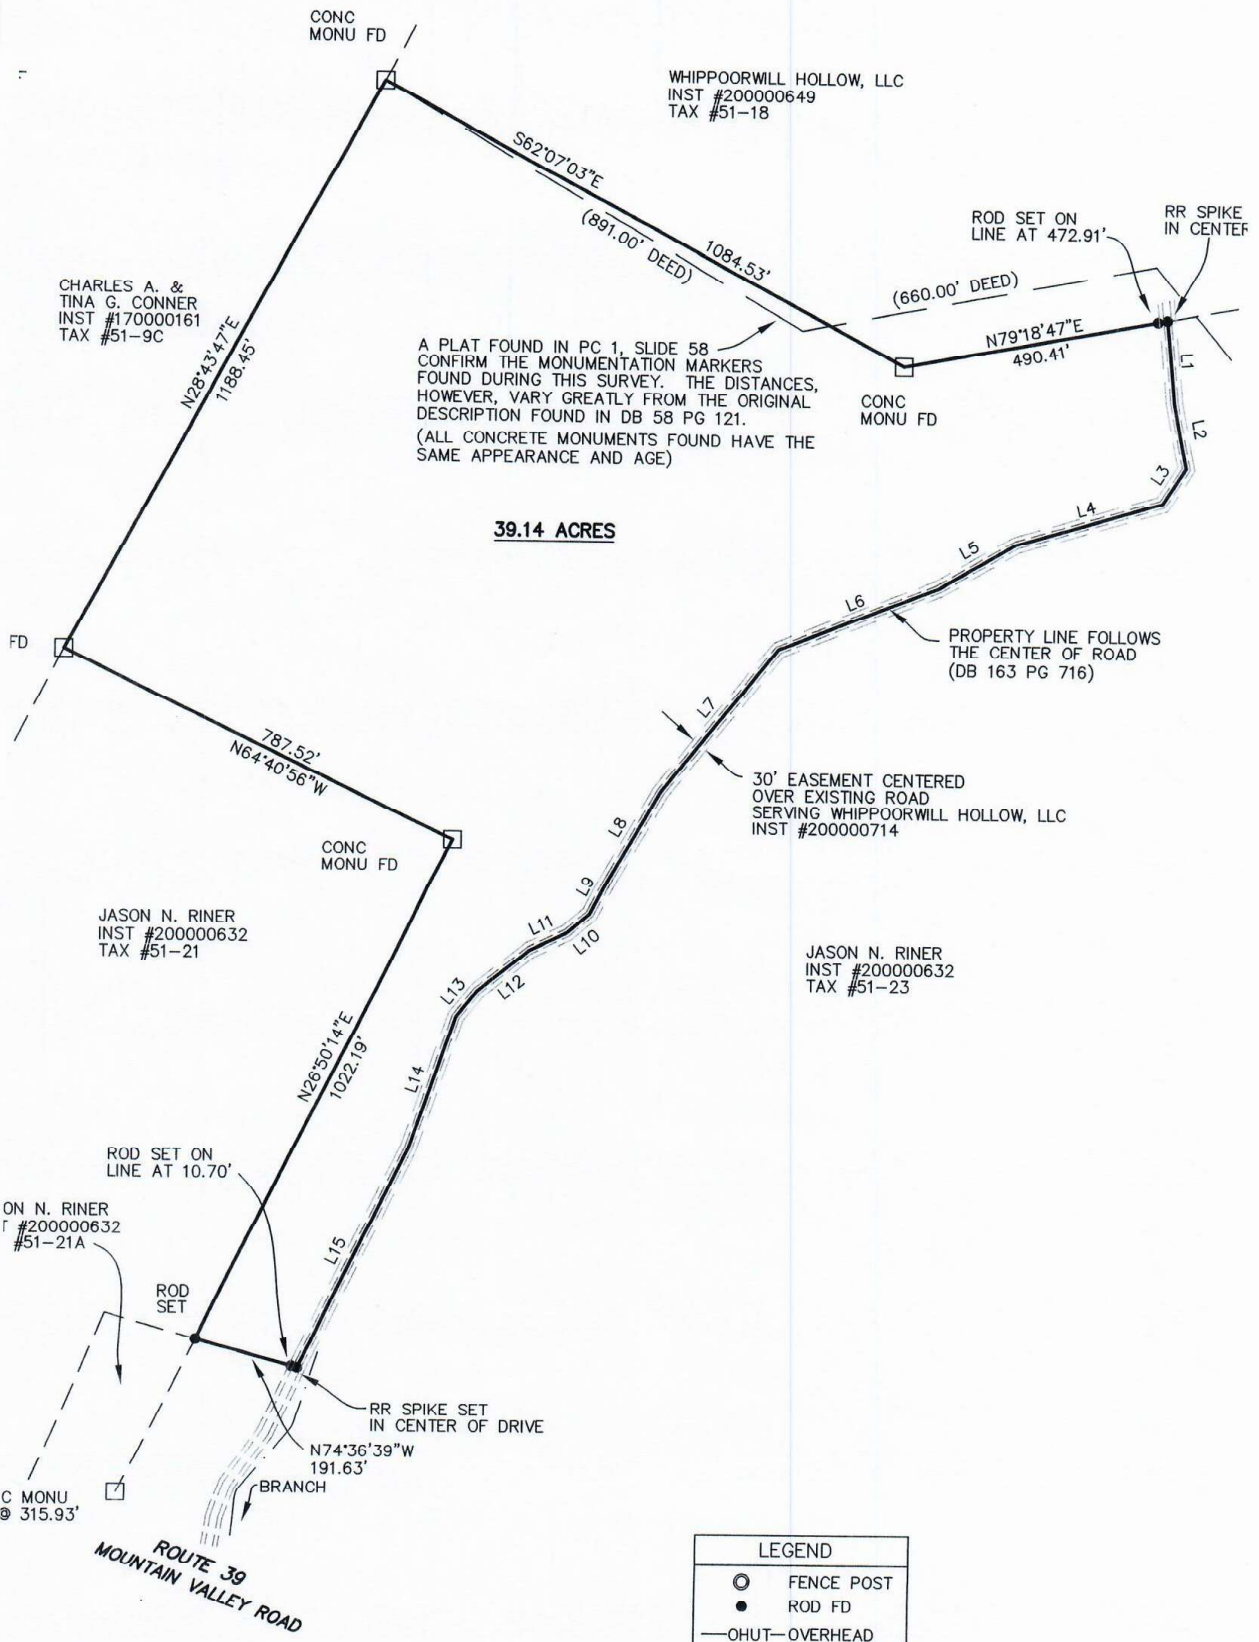 CONC
MONU FD
WHIPPOORWILL HOLLOW, LLC
INST #200000649
TAX #51-18
S62°07'03"E
1084.53'
(891.00' DEED)
ROD SET ON
LINE AT 472.91'
RR SPIKE
IN CENTER
(660.00' DEED)
N79°18'47"E
490.41'
CHARLES A. &
TINA G. CONNER
INST #170000161
TAX #51-9C
N28°43'47"E
1188.45'
A PLAT FOUND IN PC 1, SLIDE 58
CONFIRM THE MONUMENTATION MARKERS
FOUND DURING THIS SURVEY. THE DISTANCES,
HOWEVER, VARY GREATLY FROM THE ORIGINAL
DESCRIPTION FOUND IN DB 58 PG 121.
(ALL CONCRETE MONUMENTS FOUND HAVE THE
SAME APPEARANCE AND AGE)
CONC
MONU FD
L1
L2
L3
L4
L5
L6
39.14 ACRES
FD
PROPERTY LINE FOLLOWS
THE CENTER OF ROAD
(DB 163 PG 716)
L7
787.52'
N64°40'56"W
30' EASEMENT CENTERED
OVER EXISTING ROAD
SERVING WHIPPOORWILL HOLLOW, LLC
INST #200000714
L8
CONC
MONU FD
L9
L10
L11
L12
L13
JASON N. RINER
INST #200000632
TAX #51-21
JASON N. RINER
INST #200000632
TAX #51-23
N26°50'14"E
1022.19'
L14
ROD SET ON
LINE AT 10.70'
ON N. RINER
T #200000632
#51-21A
L15
ROD
SET
RR SPIKE SET
IN CENTER OF DRIVE
N74°36'39"W
191.63'
BRANCH
C MONU
@ 315.93'
ROUTE 39
MOUNTAIN VALLEY ROAD
LEGEND
FENCE POST
ROD FD
OHUT OVERHEAD